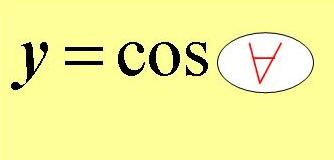 y = cos ∀